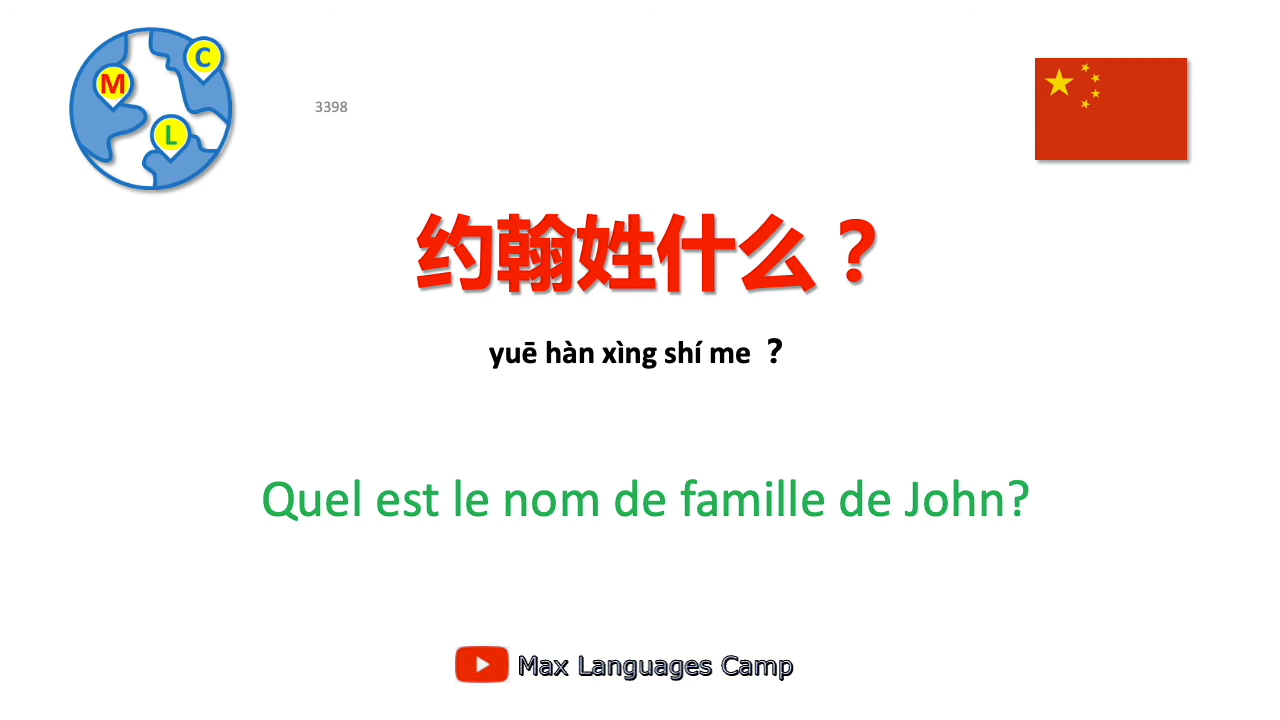 C
M
L
3398
约翰姓什么？
yuē hàn xìng shí me ？
Quel est le nom de famille de John?
Max Languages Camp